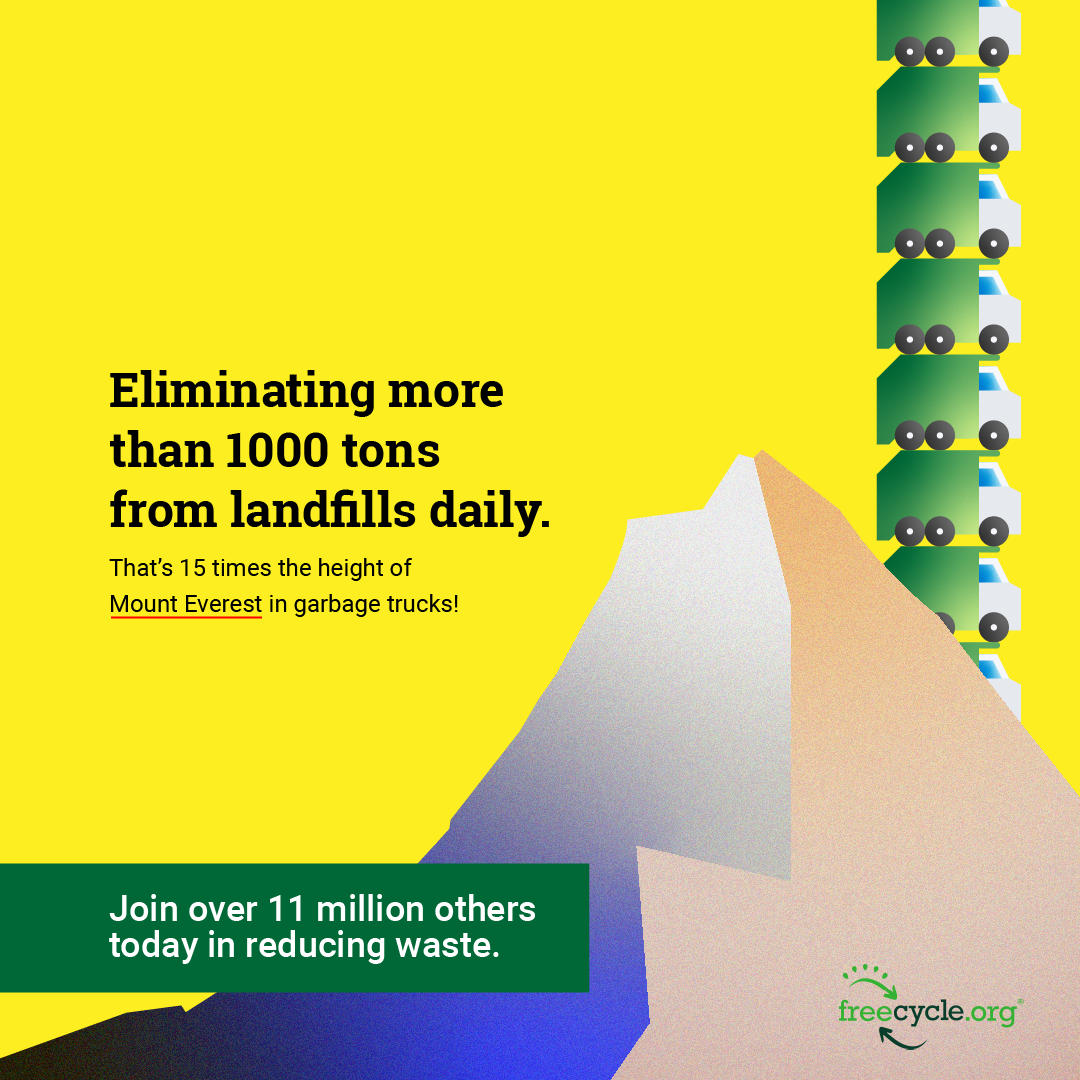 Eliminating more
than 1000 tons
from landfills daily.
That’s 15 times the height of
Mount Everest in garbage trucks!
Join over 11 million others
today in reducing waste.
freecycle.org®